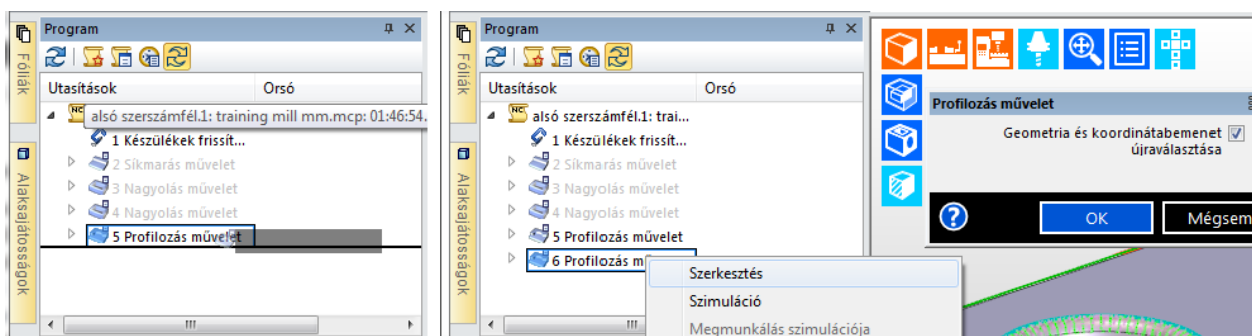 Program
Fóliák
Alaksajátosságok
Utasítások Orsó
alsó szerszámfél.1: training mill mm.mcp: 01:46:54.
1 Készülékek frissít...
2 Síkmarás művelet
3 Nagyolás művelet
4 Nagyolás művelet
5 Profilozás művelet
Program
Fóliák
Alaksajátosságok
Utasítások Orsó
alsó szerszámfél.1: trai...
1 Készülékek frissít...
2 Síkmarás művelet
3 Nagyolás művelet
4 Nagyolás művelet
5 Profilozás művelet
6 Profilozás m
Szerkesztés
Szimuláció
Megmunkálás szimulációja
Profilozás művelet
Geometria és koordinátabemenet
újraválasztása
OK Mégsem